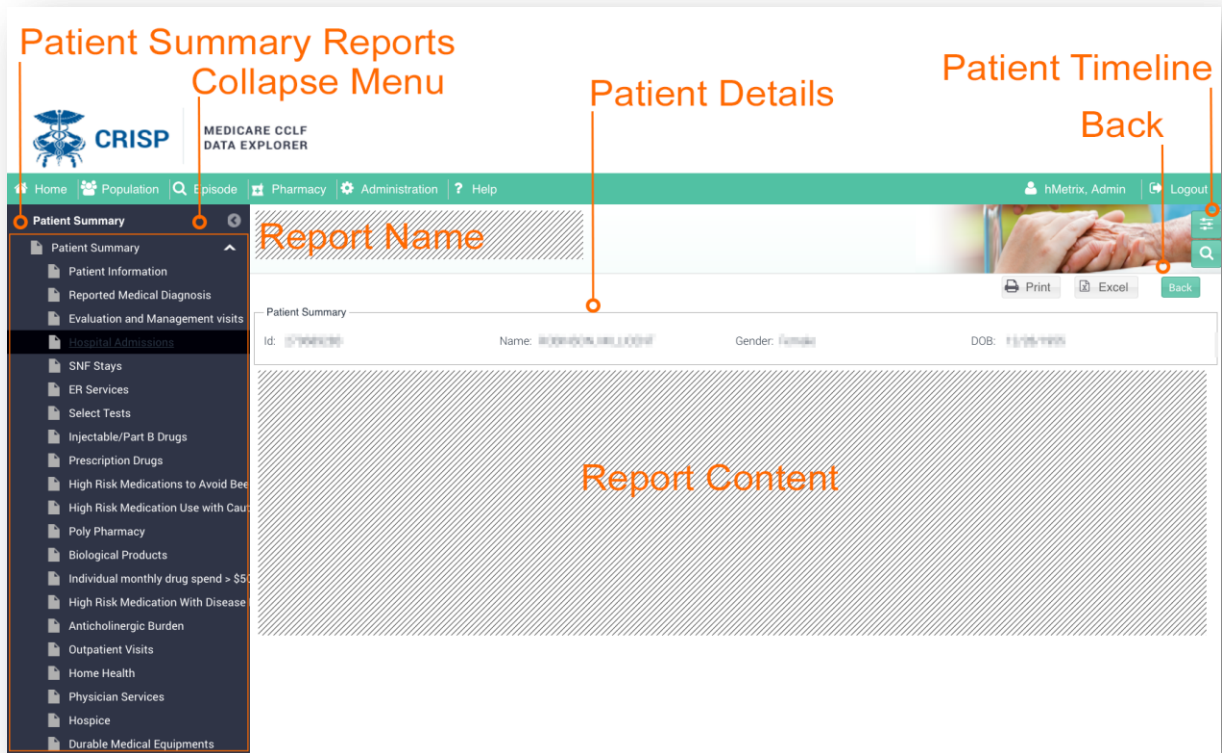 Patient Summary Reports
Collapse Menu
Patient Details
Patient Timeline
Back
CRISP
MEDICARE CCLF
DATA EXPLORER
Home Population Episode Pharmacy Administration ? Help hMetrix, Admin Logout
Patient Summary
Patient Summary
Patient Information
Reported Medical Diagnosis
Evaluation and Management visits
Hospital Admissions
SNF Stays
ER Services
Select Tests
Injectable/Part B Drugs
Prescription Drugs
High Risk Medications to Avoid Bee
High Risk Medication Use with Caut
Poly Pharmacy
Biological Products
Individual monthly drug spend > $50
High Risk Medication With Disease
Anticholinergic Burden
Outpatient Visits
Home Health
Physician Services
Hospice
Durable Medical Equipments
Report Name
Print Excel Back
Patient Summary
Id: Name: Gender: DOB:
Report Content